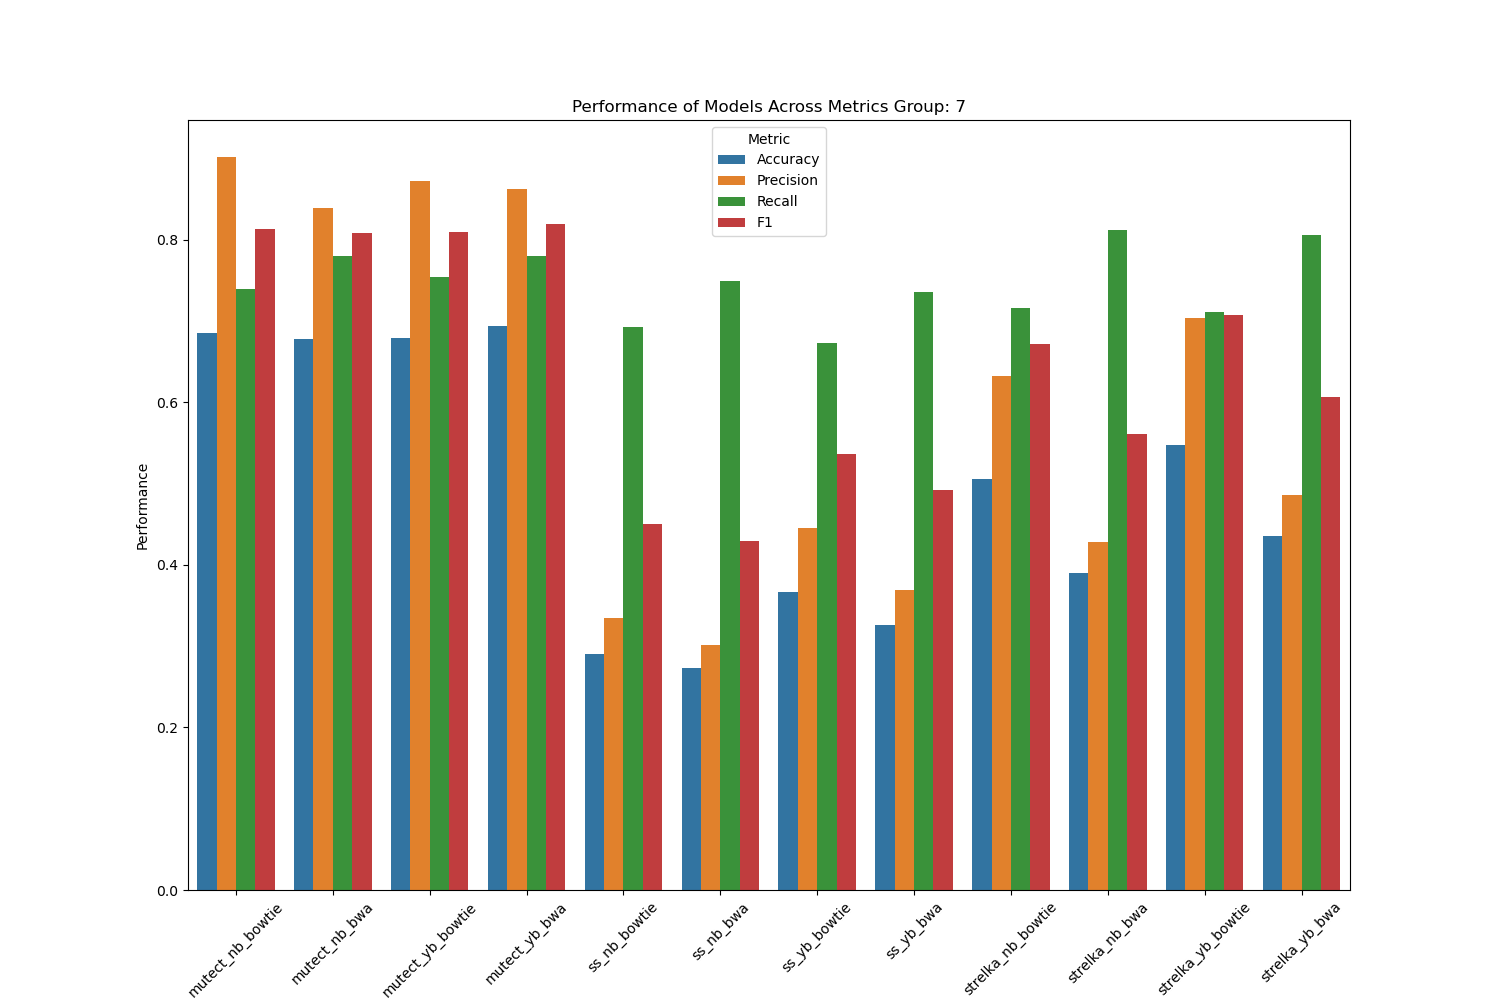 Performance of Models Across Metrics Group: 7
Metric
Accuracy
Precision
Recall
F1
Performance
0.8
0.6
0.4
0.2
0.0
mutect_nb_bowtie
mutect_nb_bwa
mutect_yb_bowtie
mutect_yb_bwa
ss_nb_bowtie
ss_nb_bwa
ss_yb_bowtie
ss_yb_bwa
strelka_nb_bowtie
strelka_nb_bwa
strelka_yb_bowtie
strelka_yb_bwa